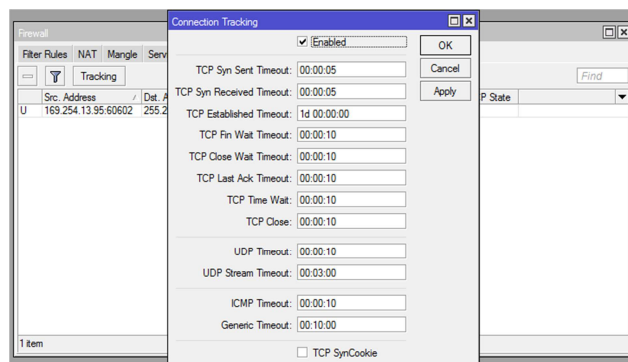 Firewall
Filter Rules NAT Mangle Serv
Tracking
Find
Src. Address / Dst. A
P State
U 169.254.13.95:60602 255.2
1 item
Connection Tracking
Enabled
OK
Cancel
Apply
TCP Syn Sent Timeout: 00:00:05
TCP Syn Received Timeout: 00:00:05
TCP Established Timeout: 1d 00:00:00
TCP Fin Wait Timeout: 00:00:10
TCP Close Wait Timeout: 00:00:10
TCP Last Ack Timeout: 00:00:10
TCP Time Wait: 00:00:10
TCP Close: 00:00:10
UDP Timeout: 00:00:10
UDP Stream Timeout: 00:03:00
ICMP Timeout: 00:00:10
Generic Timeout: 00:10:00
TCP SynCookie